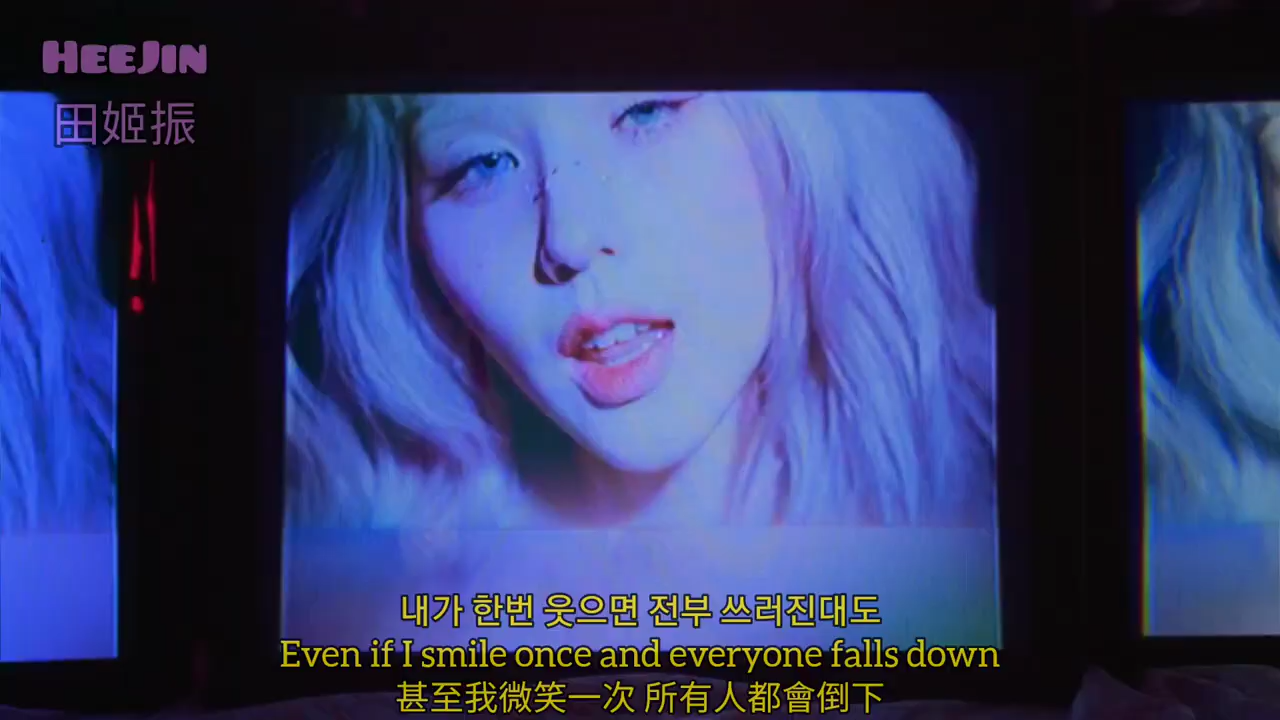 HEEJIN
田姬振
내가 한번 웃으면 전부 쓰러진대도
Even if I smile once and everyone falls down
甚至我微笑一次 所有人都會倒下